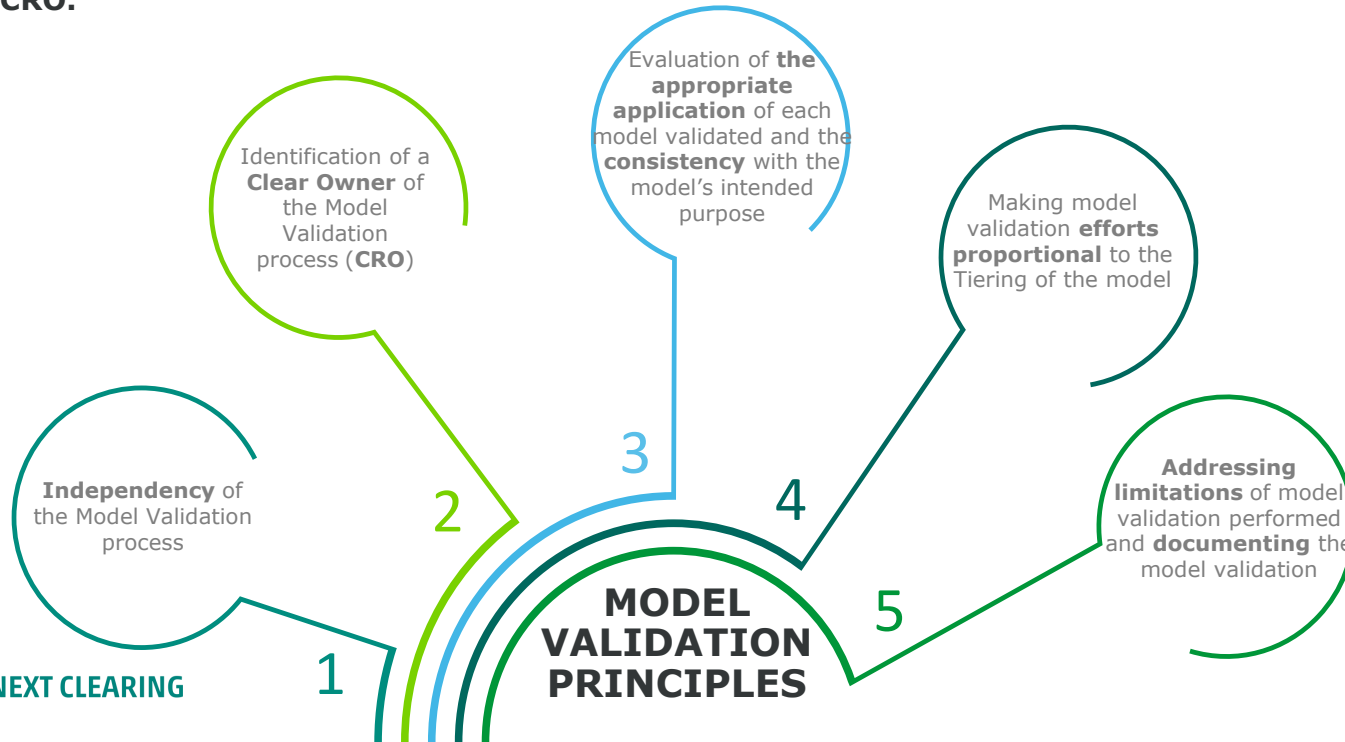 CRO.
Independency of
the Model Validation
process
1
Identification of a
Clear Owner of
the Model
Validation
process (CRO)
2
Evaluation of the
appropriate
application of each
model validated and the
consistency with the
model's intended
purpose
3
Making model
validation efforts
proportional to the
Tiering of the model
4
Addressing
limitations of model
validation performed
and documenting the
model validation
5
MODEL
VALIDATION
PRINCIPLES
NEXT CLEARING